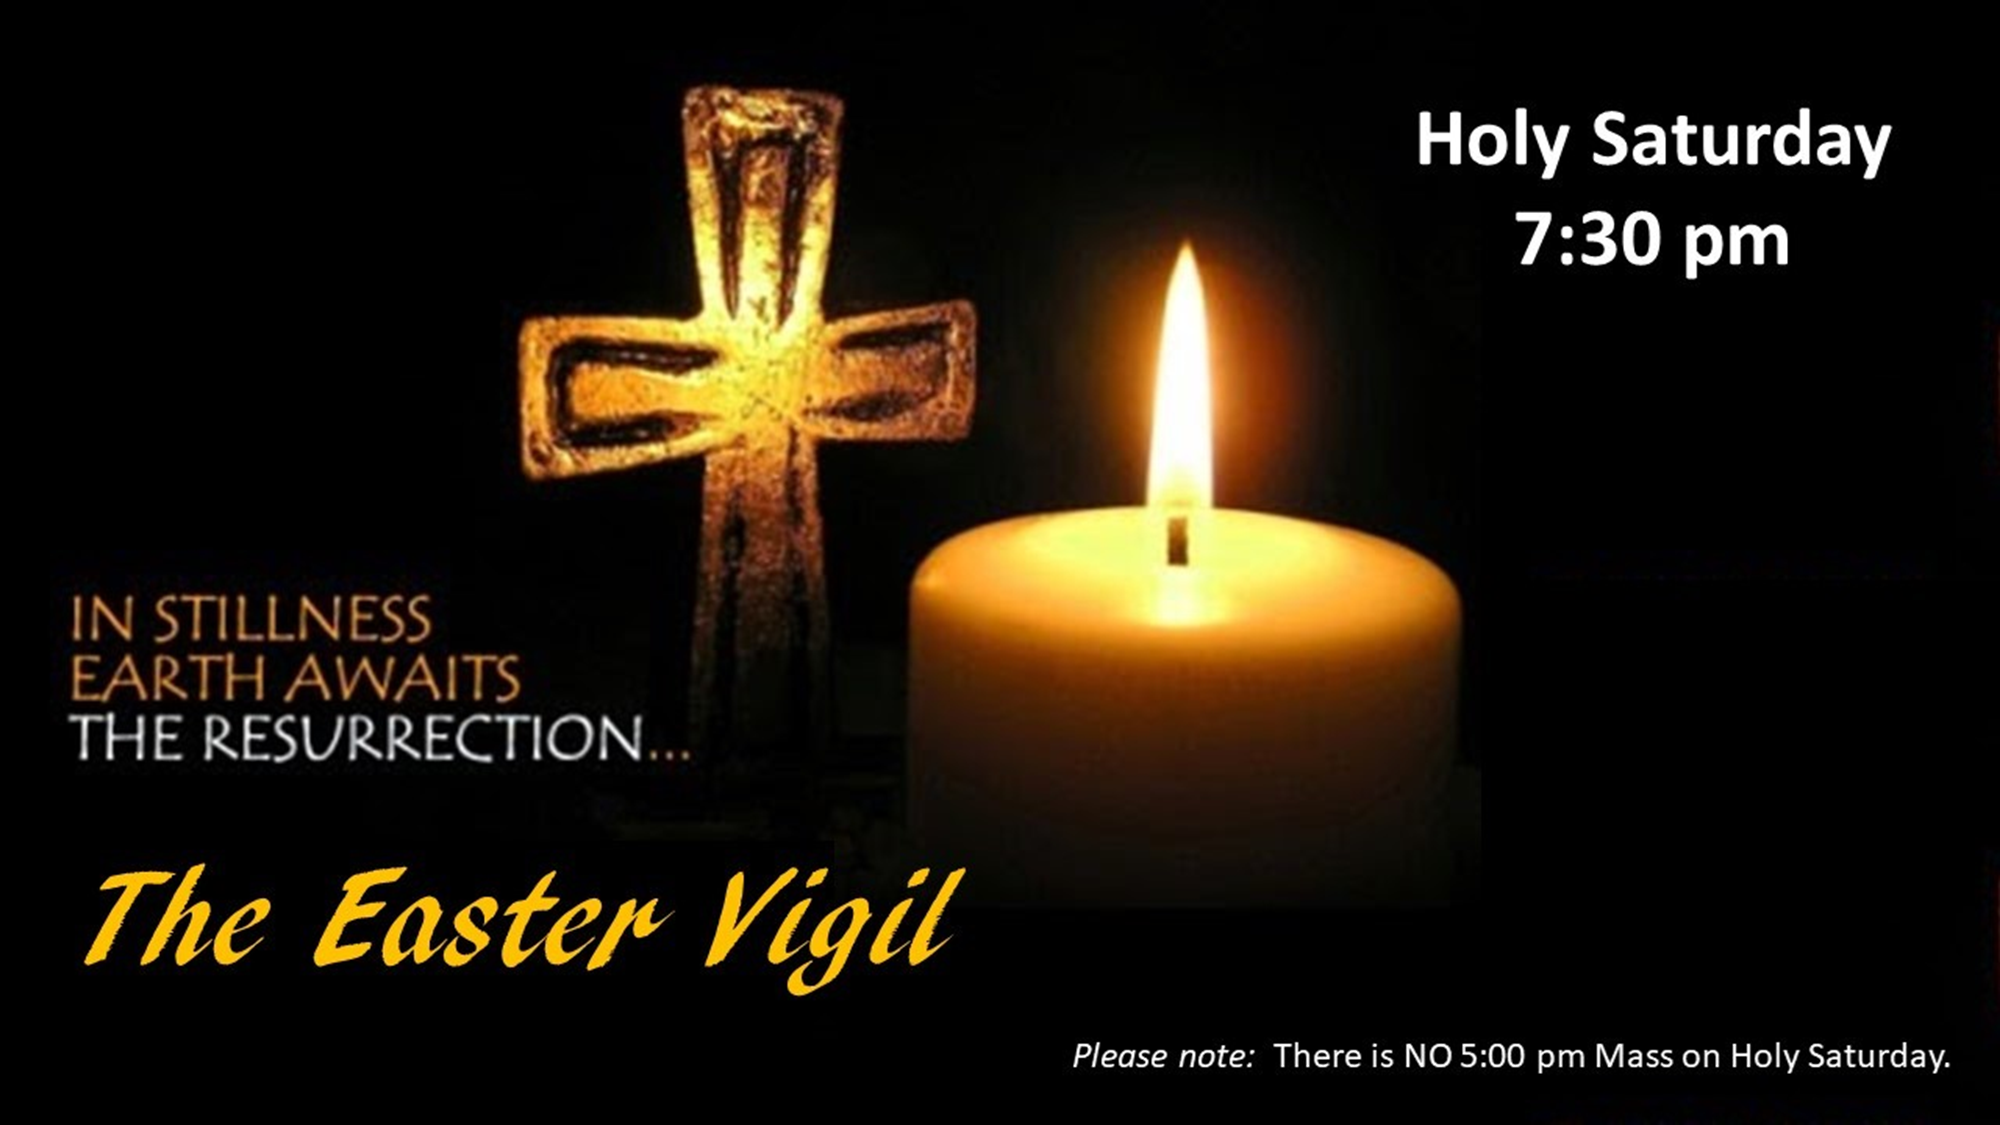 Holy Saturday
7:30 pm
IN STILLNESS
EARTH AWAITS
THE RESURRECTION...
The Easter Vigil
Please note: There is NO 5:00 pm Mass on Holy Saturday.